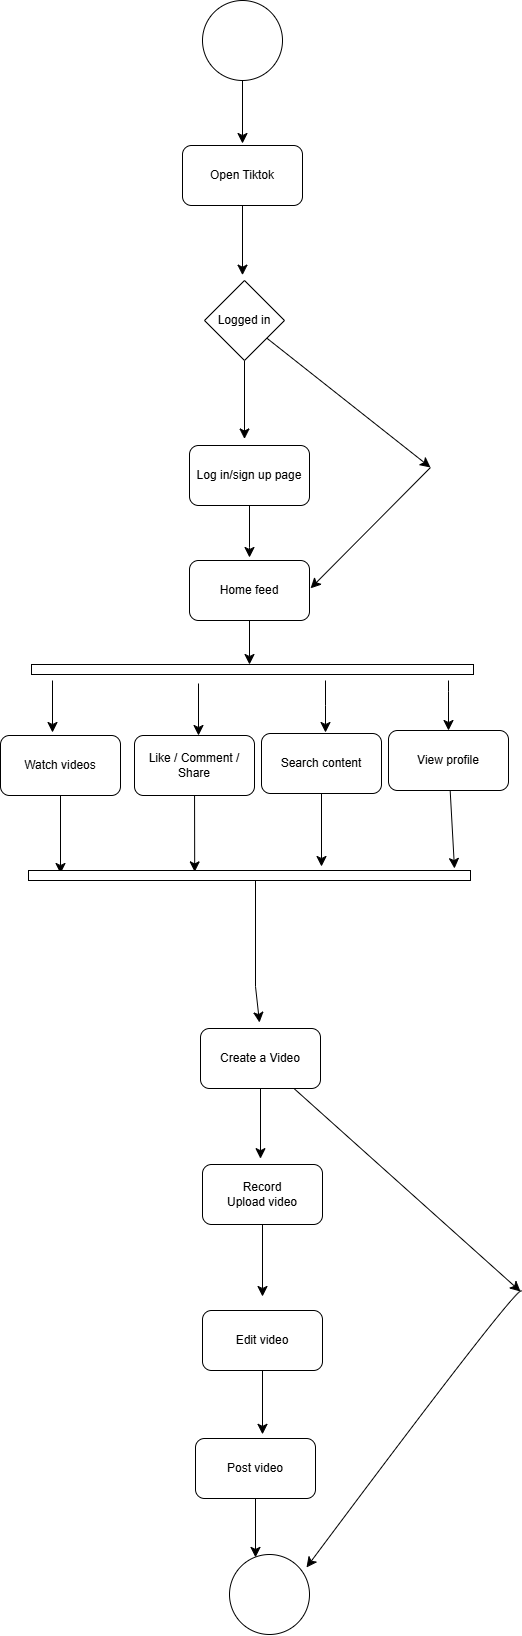 Open Tiktok
Logged in
Log in/sign up page
Home feed
Watch videos
Like / Comment /
Share
Search content
View profile
Create a Video
Record
Upload video
Edit video
Post video